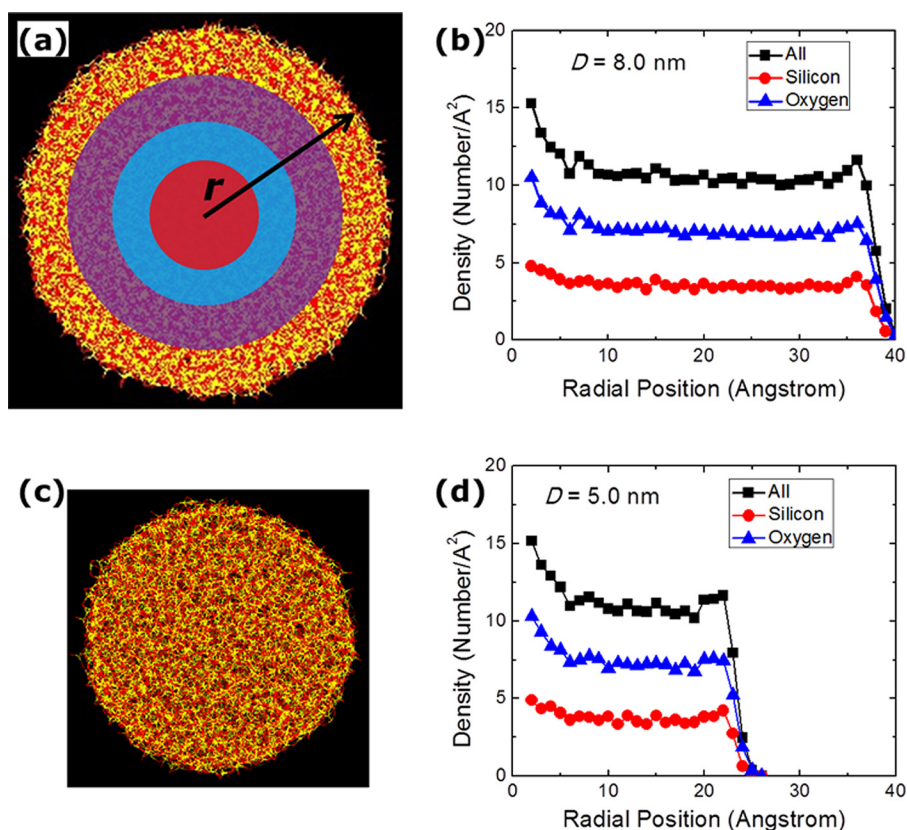 (a)
r
(b)
D = 8.0 nm
All
Silicon
Oxygen
Density (Number/A²)
20
15
10
5
0
0 10 20 30 40
Radial Position (Angstrom)
(c)
(d)
D = 5.0 nm
All
Silicon
Oxygen
Density (Number/A²)
20
15
10
5
0
0 10 20 30 40
Radial Position (Angstrom)